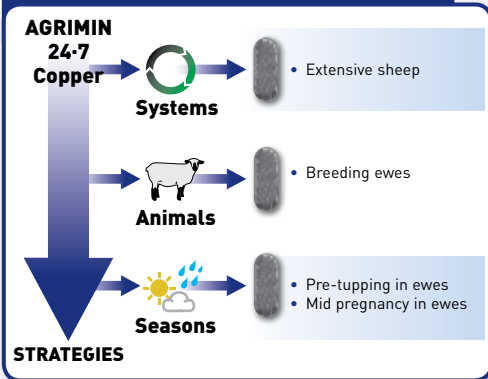 AGRIMIN
24·7
Copper
Systems
• Extensive sheep
Animals
• Breeding ewes
Seasons
• Pre-tupping in ewes
• Mid pregnancy in ewes
STRATEGIES